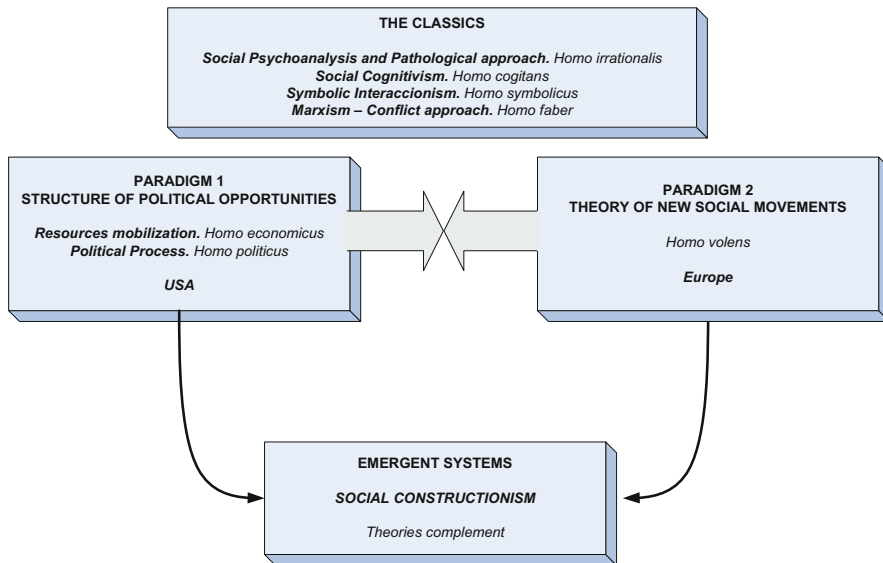 THE CLASSICS
Social Psychoanalysis and Pathological approach. Homo irrationalis
Social Cognitivism. Homo cogitans
Symbolic Interaccionism. Homo symbolicus
Marxism – Conflict approach. Homo faber
PARADIGM 1
STRUCTURE OF POLITICAL OPPORTUNITIES
Resources mobilization. Homo economicus
Political Process. Homo politicus
USA
PARADIGM 2
THEORY OF NEW SOCIAL MOVEMENTS
Homo volens
Europe
EMERGENT SYSTEMS
SOCIAL CONSTRUCTIONISM
Theories complement